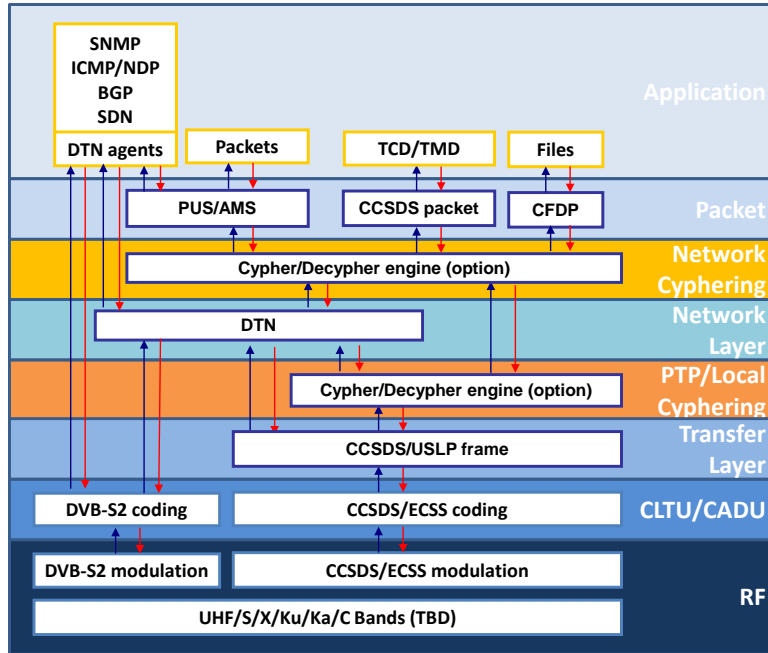 SNMP
ICMP/NDP
BGP
SDN
DTN agents
Packets
TCD/TMD
Files
Application
PUS/AMS
CCSDS packet
CFDP
Packet
Cypher/Decypher engine (option)
Network
Cyphering
DTN
Network
Layer
Cypher/Decypher engine (option)
PTP/Local
Cyphering
CCSDS/USLP frame
Transfer
Layer
DVB-S2 coding
CCSDS/ECSS coding
CLTU/CADU
DVB-S2 modulation
CCSDS/ECSS modulation
RF
UHF/S/X/Ku/Ka/C Bands (TBD)